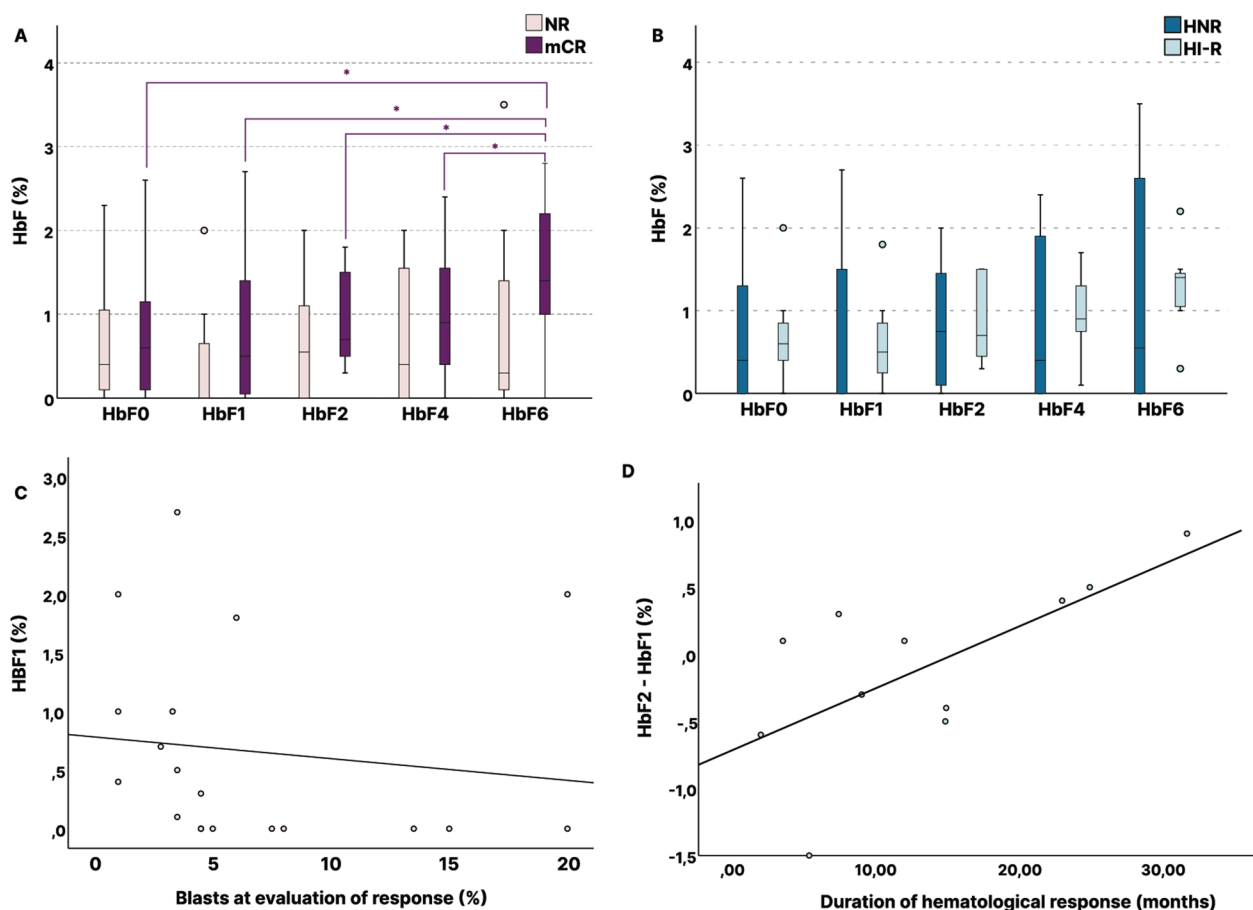 A
NR
mCR
HbF (%)
4
3
2
1
0
*
*
*
*
HbF0 HbF1 HbF2 HbF4 HbF6
B
HNR
HI-R
HbF (%)
4
3
2
1
0
HbF0 HbF1 HbF2 HbF4 HbF6
C
HBF1 (%)
3,0
2,5
2,0
1,5
1,0
,5
,0
0 5 10 15 20
Blasts at evaluation of response (%)
D
HbF2 - HbF1 (%)
1,0
,5
,0
-,5
-1,0
-1,5
,00 10,00 20,00 30,00
Duration of hematological response (months)